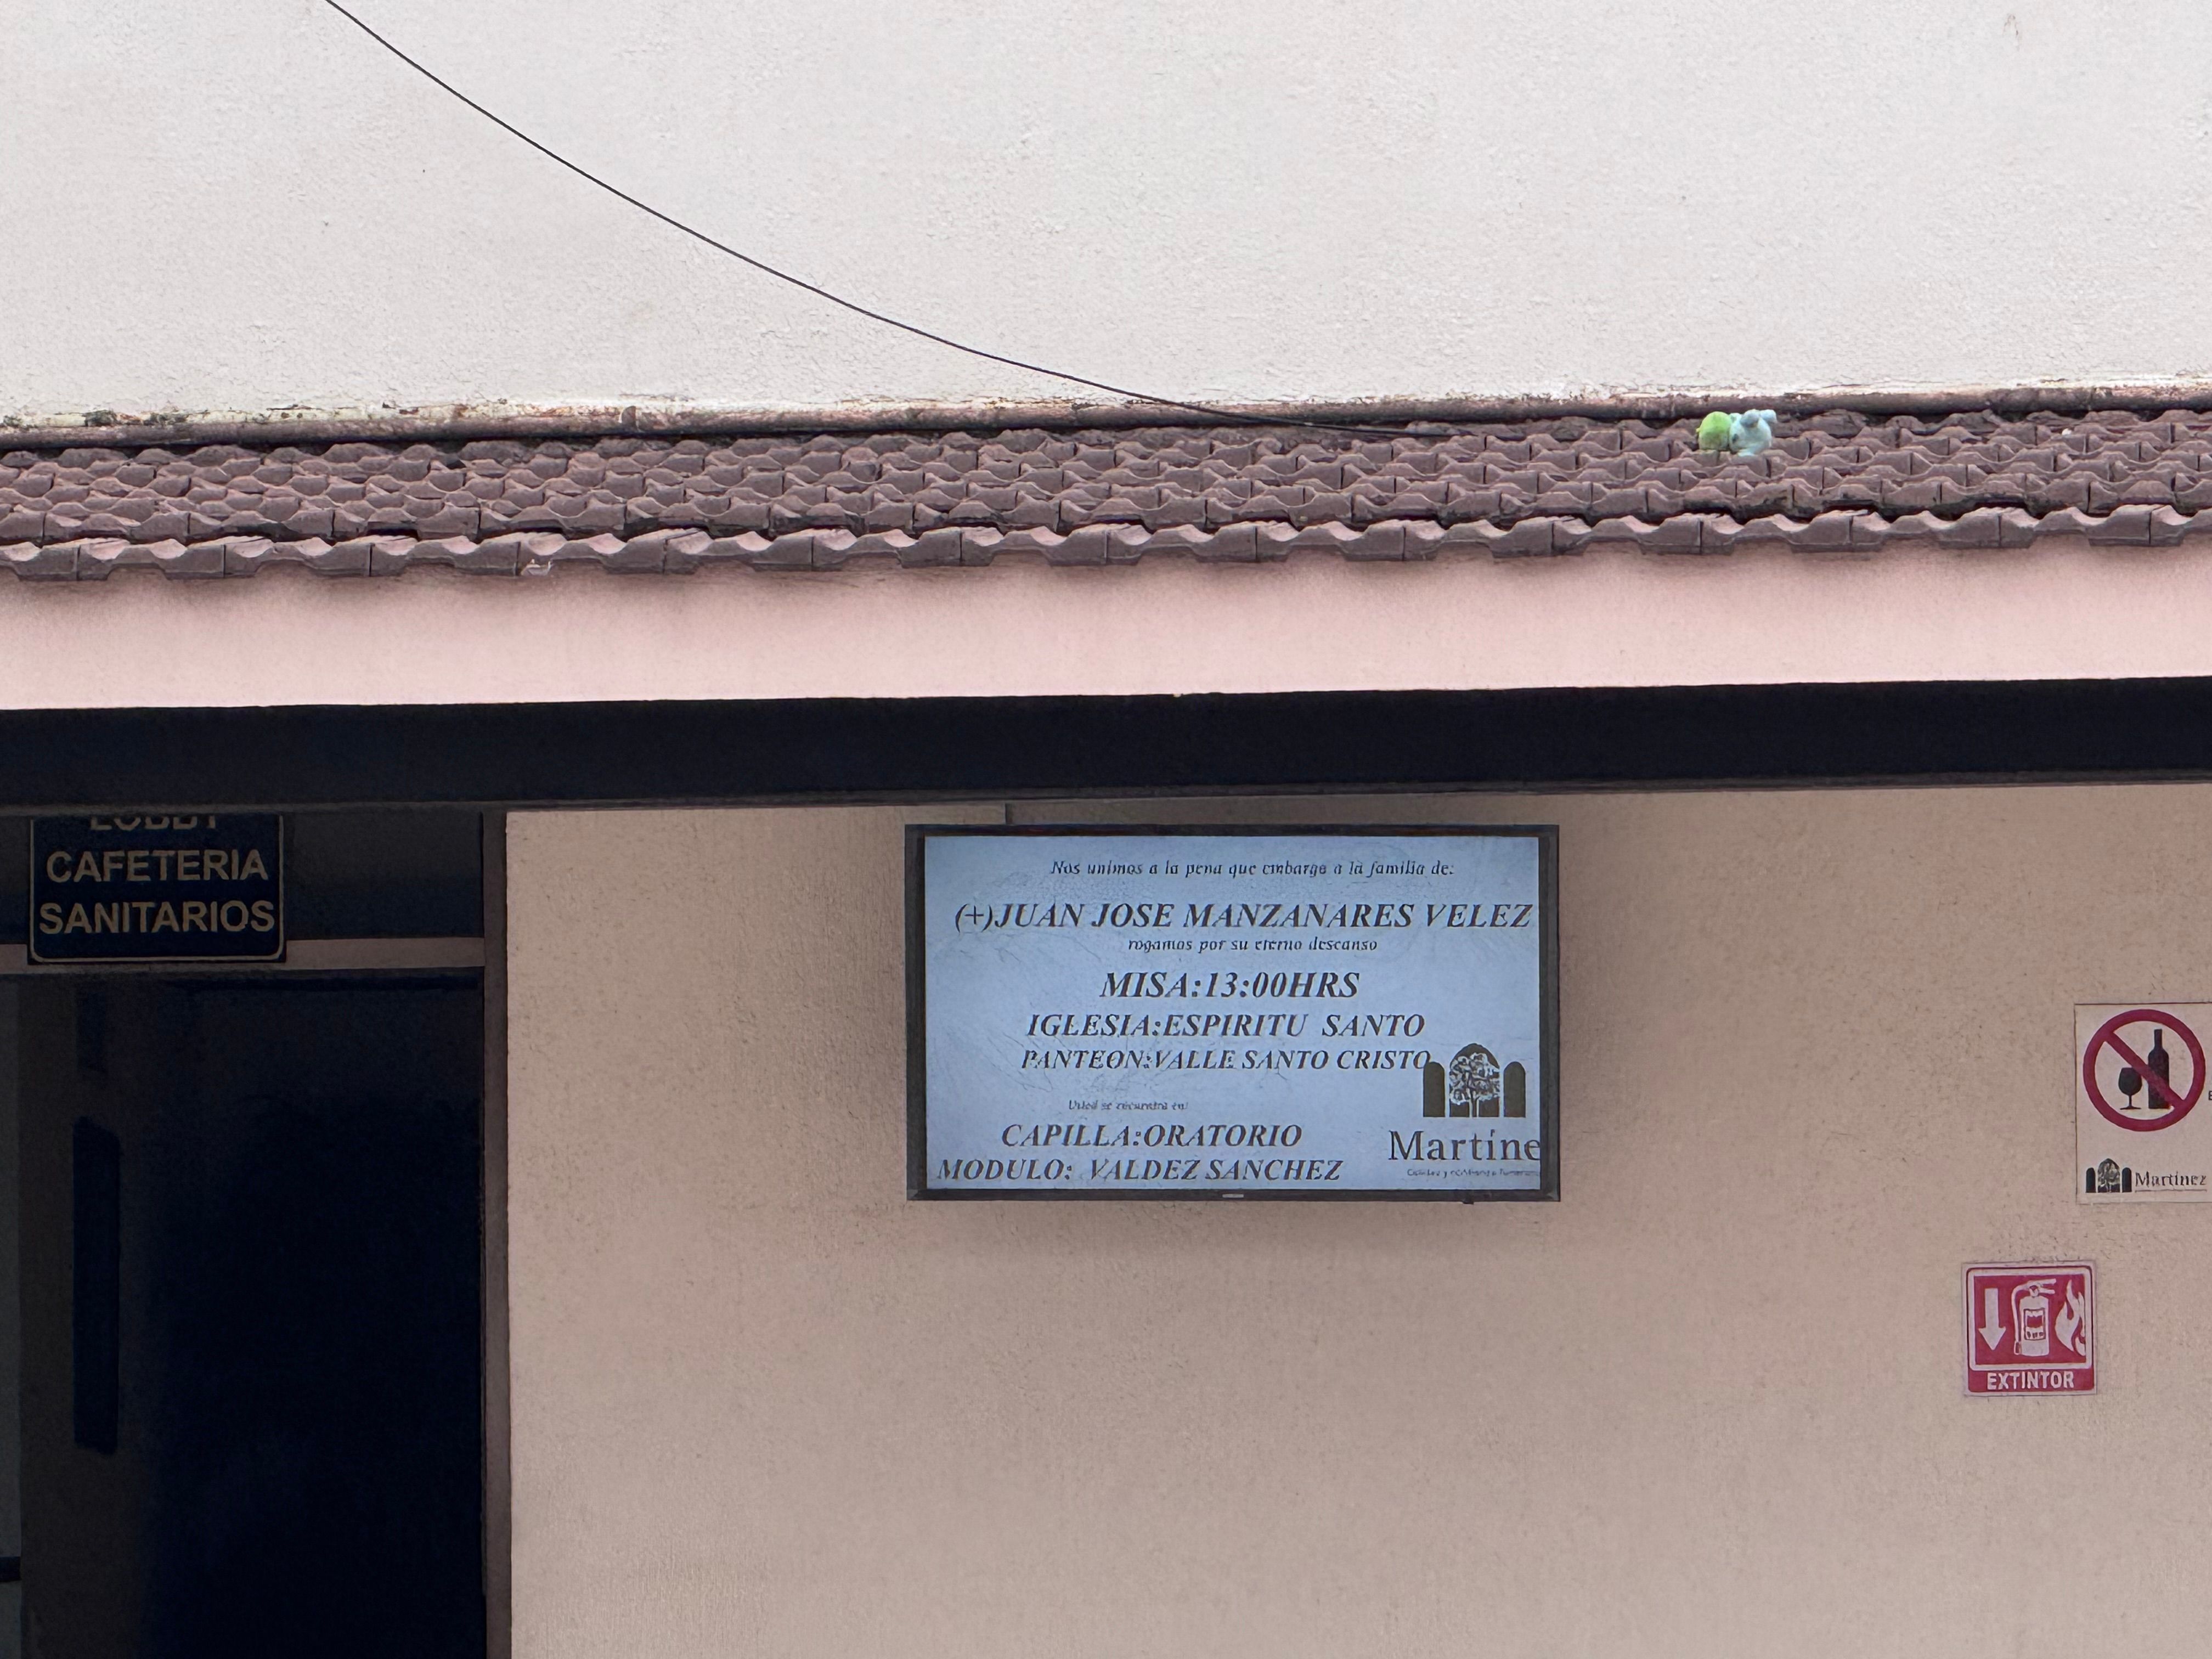 CAFETERIA
SANITARIOS
Nos unimos a la pena que embarga a la familia de:
(+)JUAN JOSE MANZANARES VELEZ
rogamos por su eterno descanso
MISA:13:00HRS
IGLESIA:ESPIRITU SANTO
PANTEON:VALLE SANTO CRISTO
Usted se encuentra en:
CAPILLA:ORATORIO
MODULO: VALDEZ SANCHEZ
Martíne
Martínez
EXTINTOR